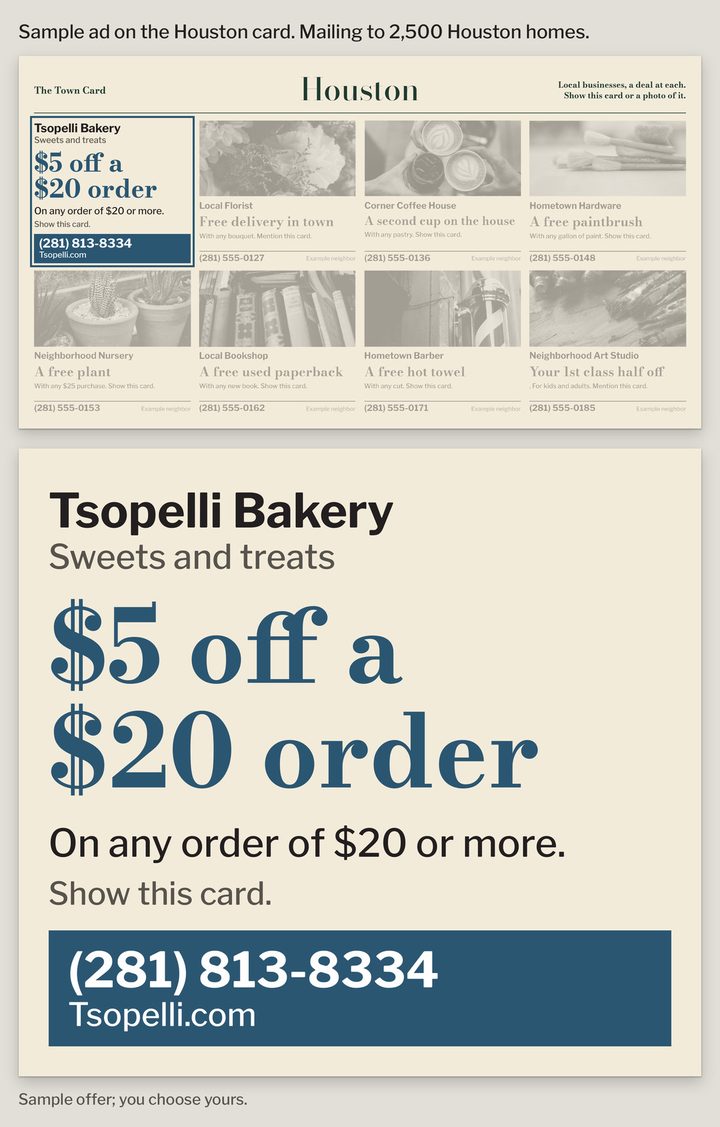 Sample ad on the Houston card. Mailing to 2,500 Houston homes.
The Town Card
Houston
Local businesses, a deal at each.
Show this card or a photo of it.
Tsopelli Bakery
Sweets and treats
$5 off a
$20 order
On any order of $20 or more.
Show this card.
(281) 813-8334
Tsopelli.com
Local Florist
Free delivery in town
With any bouquet. Mention this card.
(281) 555-0127
Example neighbor
Corner Coffee House
A second cup on the house
With any pastry. Show this card.
(281) 555-0136
Example neighbor
Hometown Hardware
A free paintbrush
With any gallon of paint. Show this card.
(281) 555-0148
Example neighbor
Neighborhood Nursery
A free plant
With any $25 purchase. Show this card.
(281) 555-0153
Example neighbor
Local Bookshop
A free used paperback
With any new book. Show this card.
(281) 555-0162
Example neighbor
Hometown Barber
A free hot towel
With any cut. Show this card.
(281) 555-0171
Example neighbor
Neighborhood Art Studio
Your 1st class half off
For kids and adults. Mention this card.
(281) 555-0185
Example neighbor
Tsopelli Bakery
Sweets and treats
$5 off a
$20 order
On any order of $20 or more.
Show this card.
(281) 813-8334
Tsopelli.com
Sample offer; you choose yours.